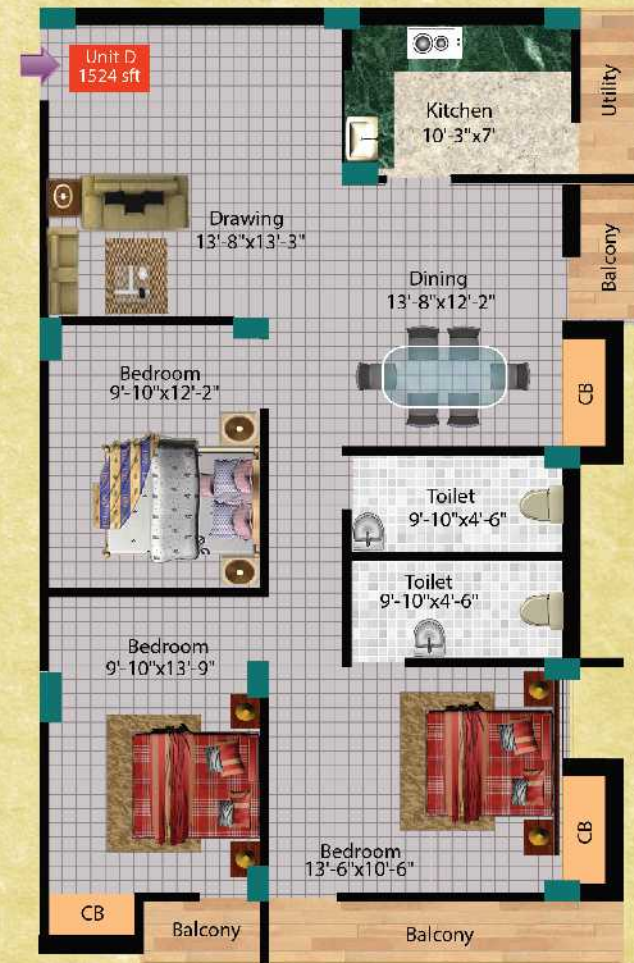 Unit D
1524 sft
Kitchen
10'-3"x7'
Utility
Drawing
13'-8"x13'-3"
Balcony
Dining
13'-8"x12'-2"
Bedroom
9'-10"x12'-2"
CB
Toilet
9'-10"x4'-6"
Toilet
9'-10"x4'-6"
Bedroom
9'-10"x13'-9"
Bedroom
13'-6"x10'-6"
CB
CB
Balcony
Balcony